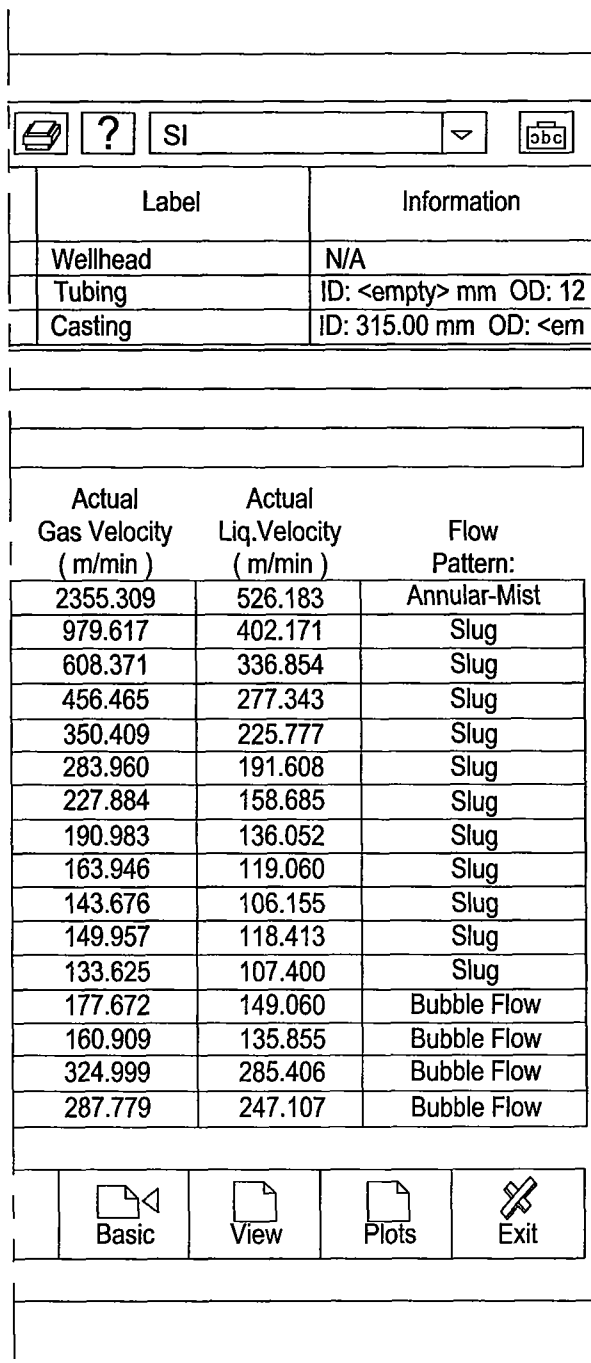 ? SI ɔbc
Label Information
Wellhead N/A
Tubing ID: <empty> mm OD: 12
Casting ID: 315.00 mm OD: <em
Actual Actual
Gas Velocity Liq.Velocity Flow
( m/min ) ( m/min ) Pattern:
2355.309 526.183 Annular-Mist
979.617 402.171 Slug
608.371 336.854 Slug
456.465 277.343 Slug
350.409 225.777 Slug
283.960 191.608 Slug
227.884 158.685 Slug
190.983 136.052 Slug
163.946 119.060 Slug
143.676 106.155 Slug
149.957 118.413 Slug
133.625 107.400 Slug
177.672 149.060 Bubble Flow
160.909 135.855 Bubble Flow
324.999 285.406 Bubble Flow
287.779 247.107 Bubble Flow
Basic View Plots Exit